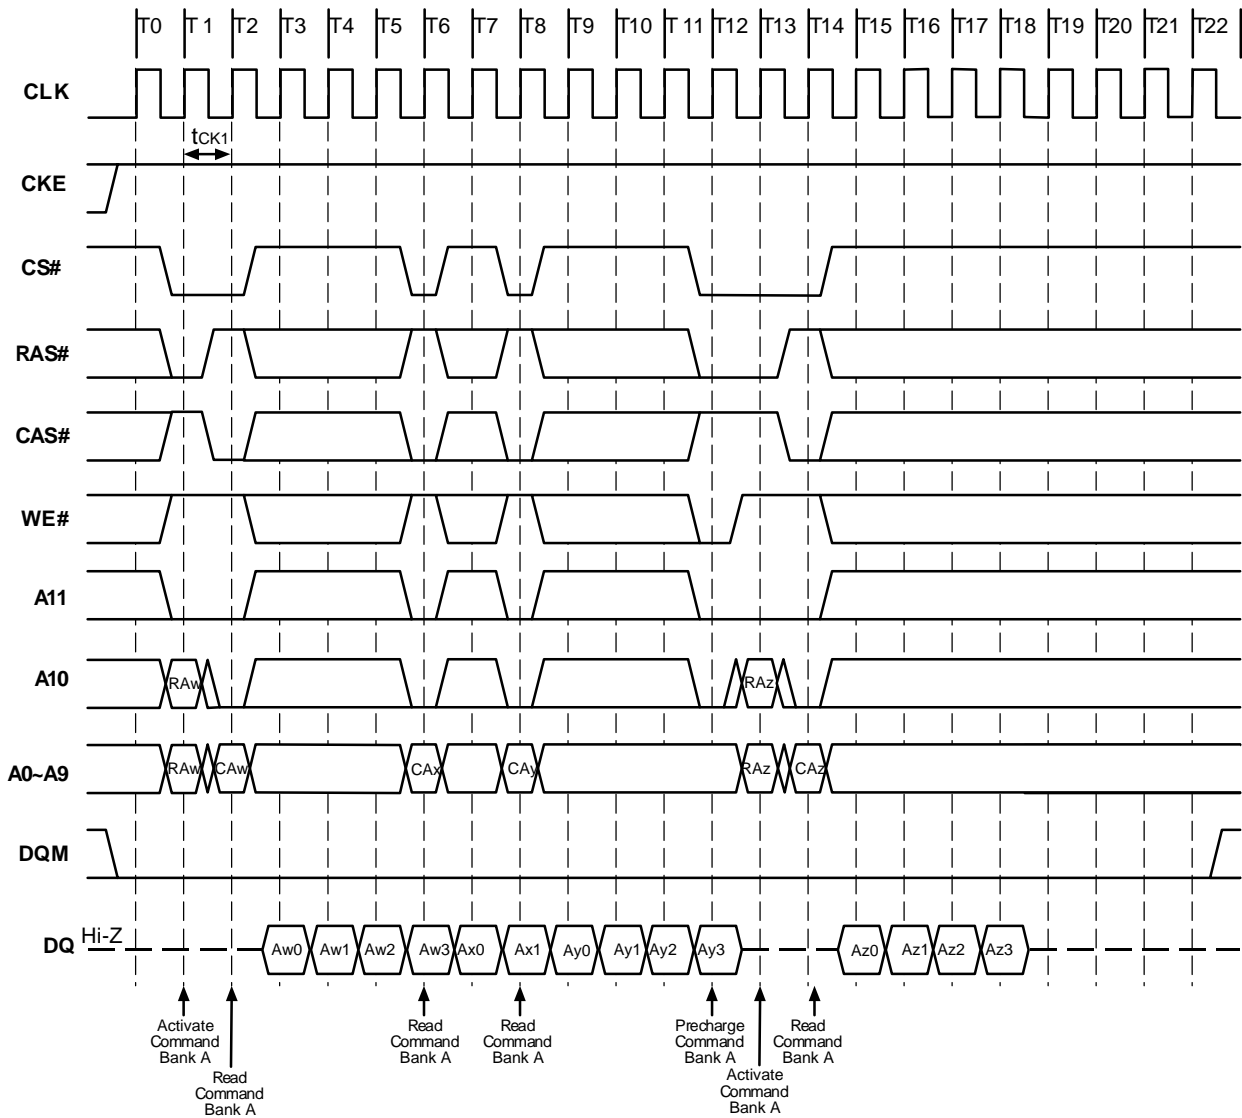 T0 T 1 T2 T3 T4 T5 T6 T7 T8 T9 T10 T 11 T12 T13 T14 T15 T16 T17 T18 T19 T20 T21 T22
CLK
tCK1
CKE
CS#
RAS#
CAS#
WE#
A11
A10
RAw RAz
A0~A9
RAw CAw CAx CAy RAz CAz
DQM
DQ
Hi-Z
Aw0 Aw1 Aw2 Aw3 Ax0 Ax1 Ay0 Ay1 Ay2 Ay3 Az0 Az1 Az2 Az3
Activate
Command
Bank A
Read
Command
Bank A
Read
Command
Bank A
Read
Command
Bank A
Precharge
Command
Bank A
Activate
Command
Bank A
Read
Command
Bank A